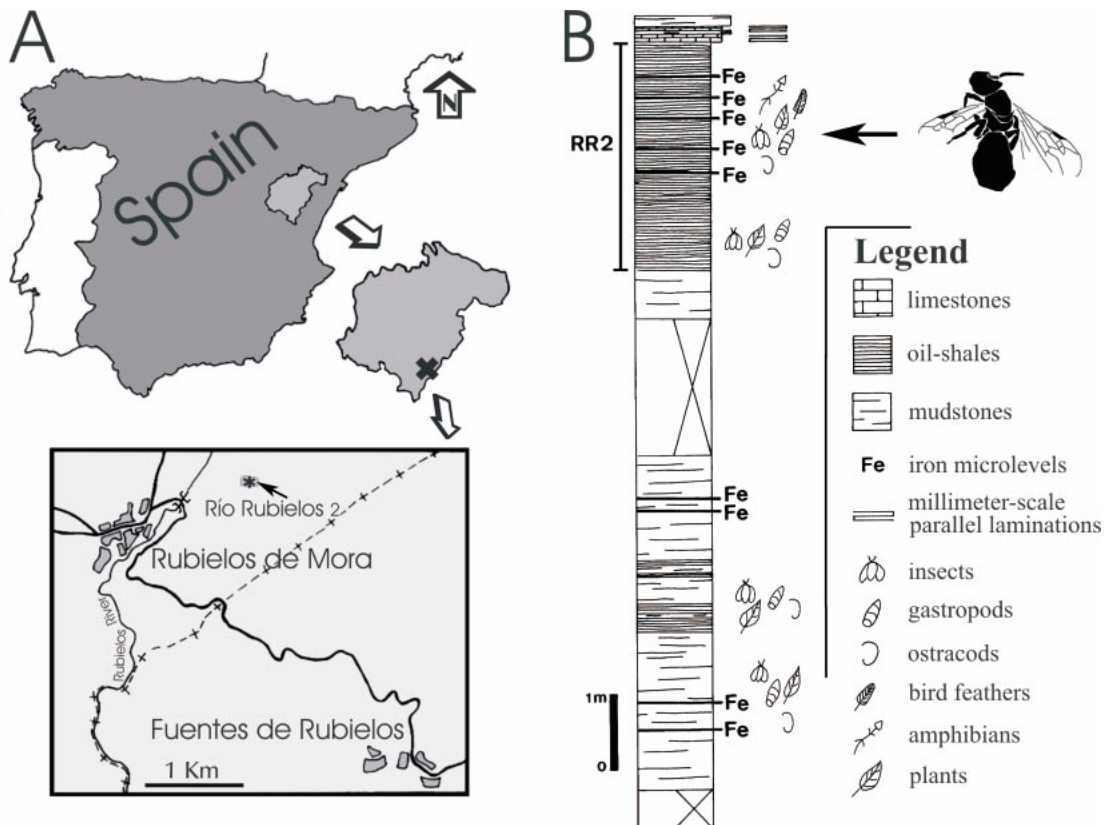 A
N
Spain
Río Rubielos 2
Rubielos de Mora
Rubielos River
Fuentes de Rubielos
1 Km
B
RR2
Fe
Fe
Fe
Fe
Fe
Fe
Fe
Fe
Fe
1m
0
Legend
limestones
oil-shales
mudstones
Fe iron microlevels
millimeter-scale
parallel laminations
insects
gastropods
ostracods
bird feathers
amphibians
plants